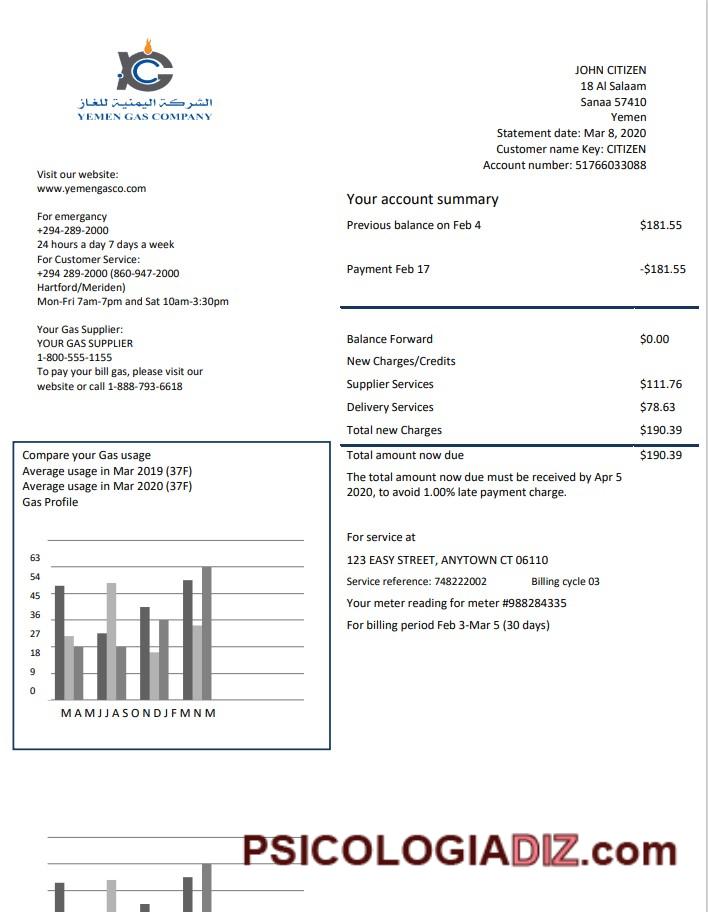 الشركة اليمنية للغاز
YEMEN GAS COMPANY
JOHN CITIZEN
18 Al Salaam
Sanaa 57410
Yemen
Statement date: Mar 8, 2020
Customer name Key: CITIZEN
Account number: 51766033088
Visit our website:
www.yemengasco.com
For emergancy
+294-289-2000
24 hours a day 7 days a week
For Customer Service:
+294 289-2000 (860-947-2000
Hartford/Meriden)
Mon-Fri 7am-7pm and Sat 10am-3:30pm
Your Gas Supplier:
YOUR GAS SUPPLIER
1-800-555-1155
To pay your bill gas, please visit our
website or call 1-888-793-6618
Your account summary
Previous balance on Feb 4 $181.55
Payment Feb 17 -$181.55
Balance Forward $0.00
New Charges/Credits
Supplier Services $111.76
Delivery Services $78.63
Total new Charges $190.39
Total amount now due $190.39
The total amount now due must be received by Apr 5
2020, to avoid 1.00% late payment charge.
For service at
123 EASY STREET, ANYTOWN CT 06110
Service reference: 748222002 Billing cycle 03
Your meter reading for meter #988284335
For billing period Feb 3-Mar 5 (30 days)
Compare your Gas usage
Average usage in Mar 2019 (37F)
Average usage in Mar 2020 (37F)
Gas Profile
63
54
45
36
27
18
9
0
M A M J J A S O N D J F M N M
PSICOLOGIADIZ.com